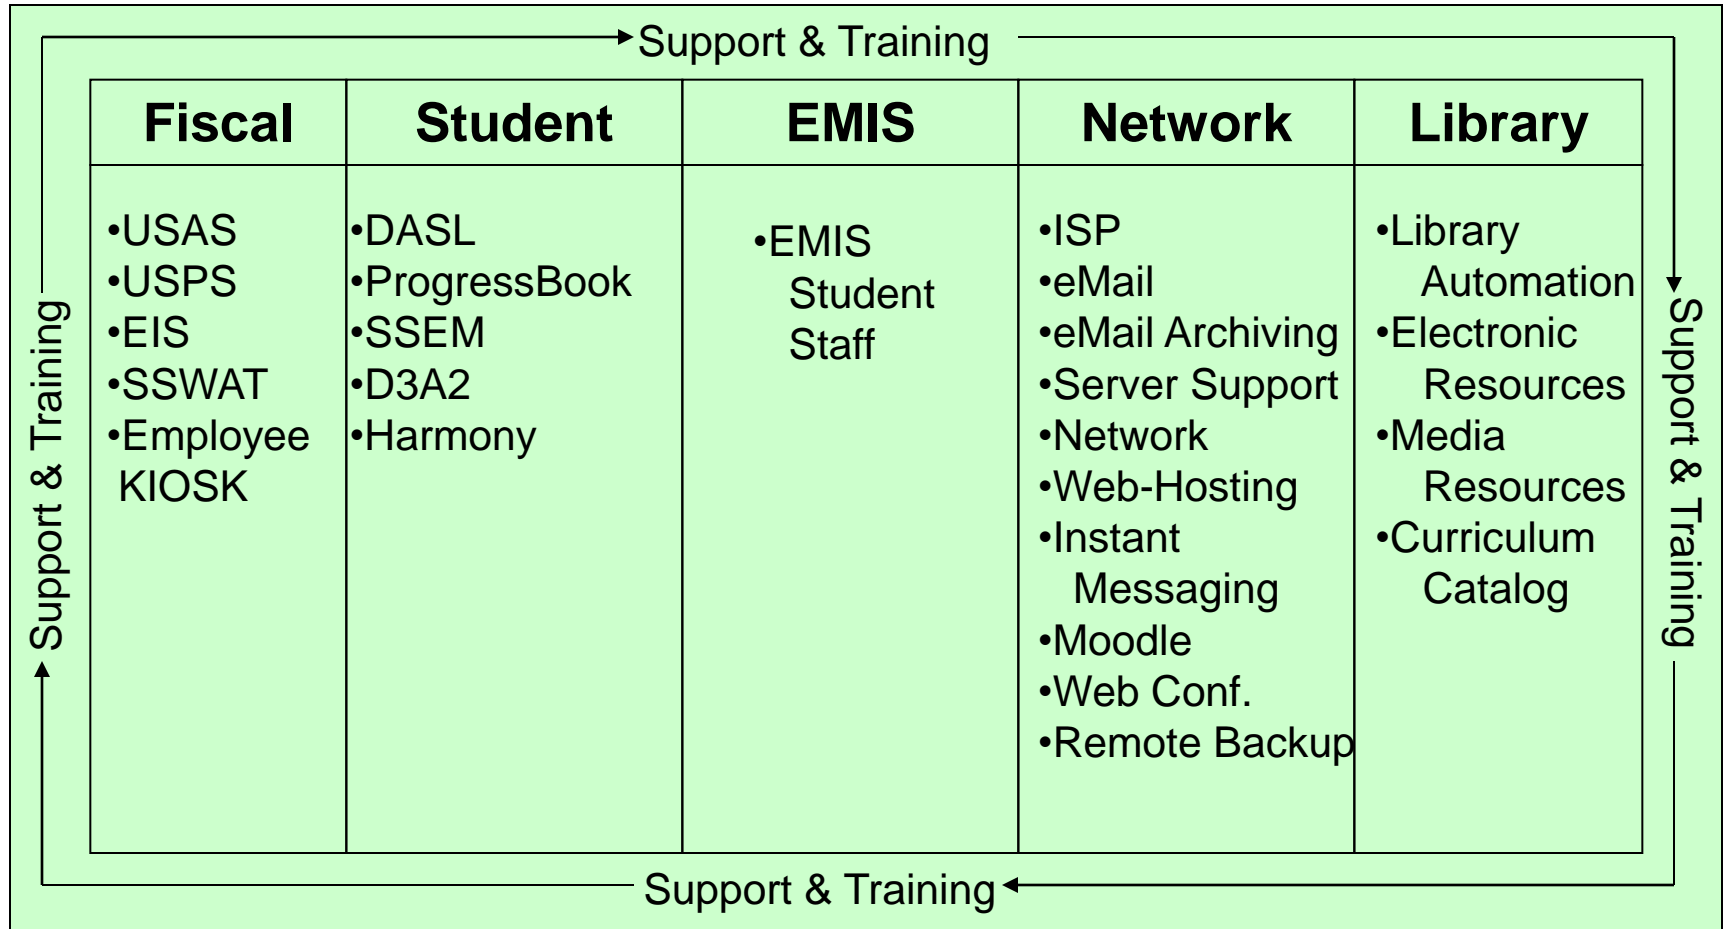 Support & Training
Fiscal
Student
EMIS
Network
Library
•USAS
•USPS
•EIS
•SSWAT
•Employee
KIOSK
•DASL
•ProgressBook
•SSEM
•D3A2
•Harmony
•EMIS
Student
Staff
•ISP
•eMail
•eMail Archiving
•Server Support
•Network
•Web-Hosting
•Instant
Messaging
•Moodle
•Web Conf.
•Remote Backup
•Library
Automation
•Electronic
Resources
•Media
Resources
•Curriculum
Catalog
Support & Training
Support & Training
Support & Training